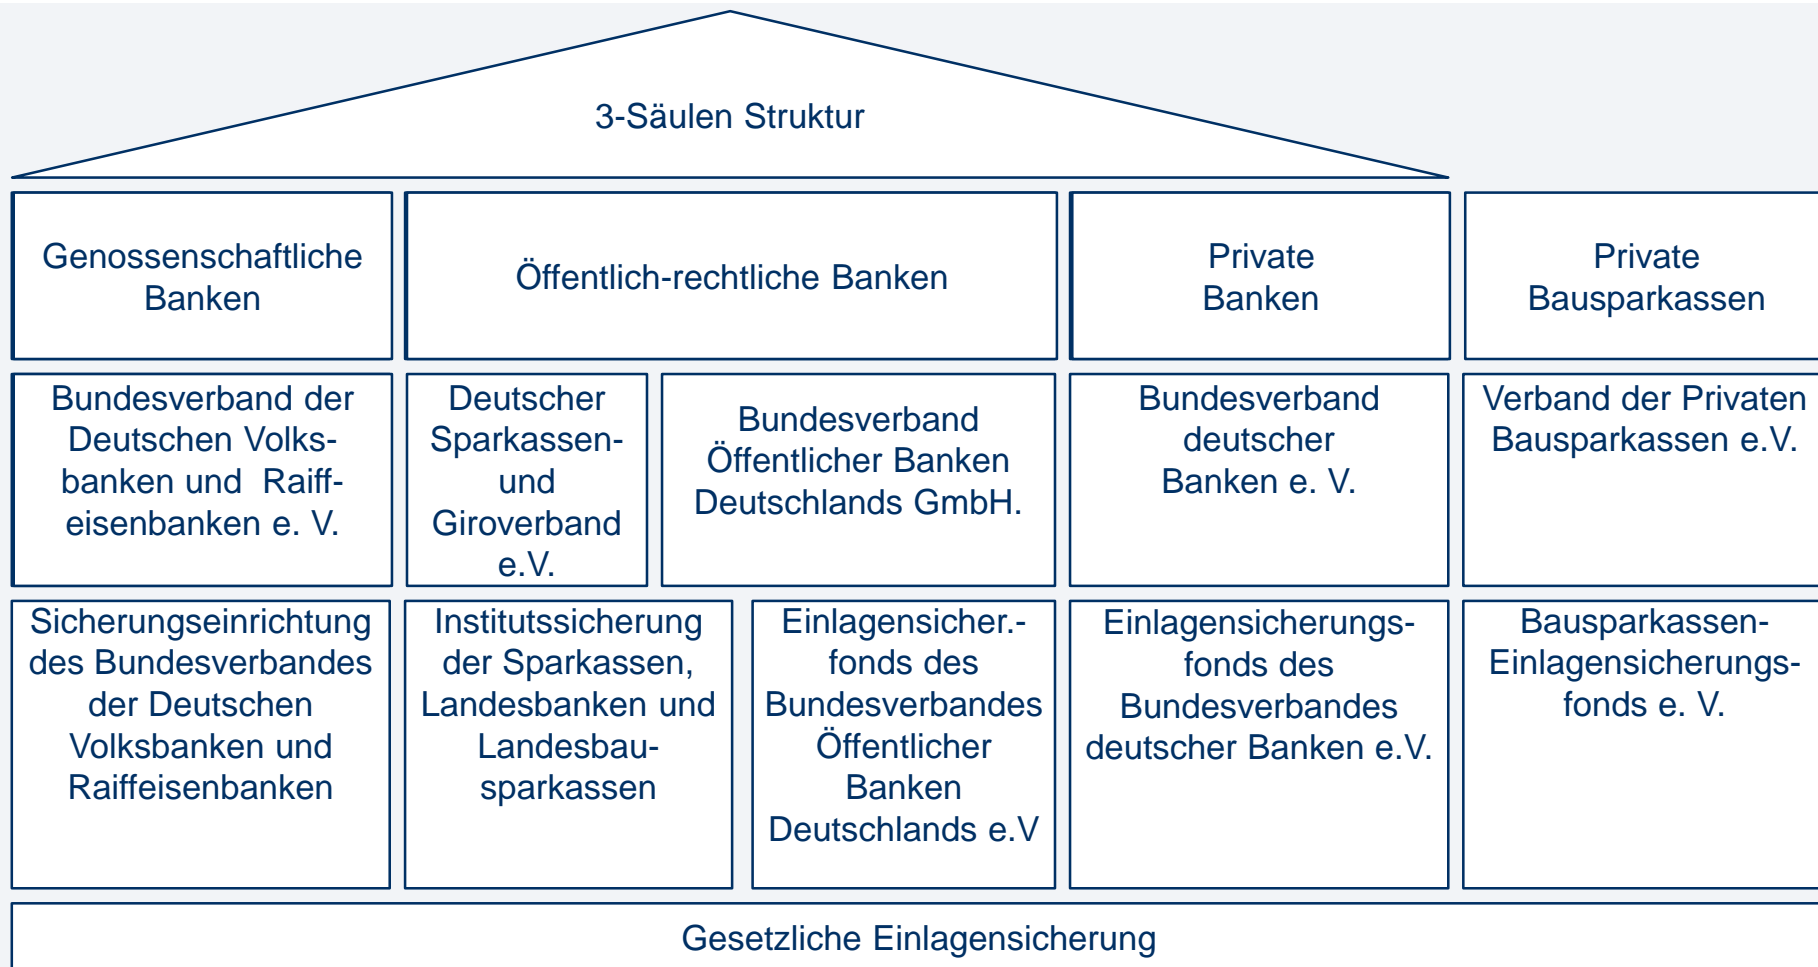 3-Säulen Struktur
Genossenschaftliche
Banken
Öffentlich-rechtliche Banken
Private
Banken
Private
Bausparkassen
Bundesverband der
Deutschen Volks-
banken und  Raiff-
eisenbanken e. V.
Deutscher
Sparkassen-
und
Giroverband
e.V.
Bundesverband
Öffentlicher Banken
Deutschlands GmbH.
Bundesverband
deutscher
Banken e. V.
Verband der Privaten
Bausparkassen e.V.
Sicherungseinrichtung
des Bundesverbandes
der Deutschen
Volksbanken und
Raiffeisenbanken
Institutssicherung
der Sparkassen,
Landesbanken und
Landesbau-
sparkassen
Einlagensicher.-
fonds des
Bundesverbandes
Öffentlicher
Banken
Deutschlands e.V
Einlagensicherungs-
fonds des
Bundesverbandes
deutscher Banken e.V.
Bausparkassen-
Einlagensicherungs-
fonds e. V.
Gesetzliche Einlagensicherung